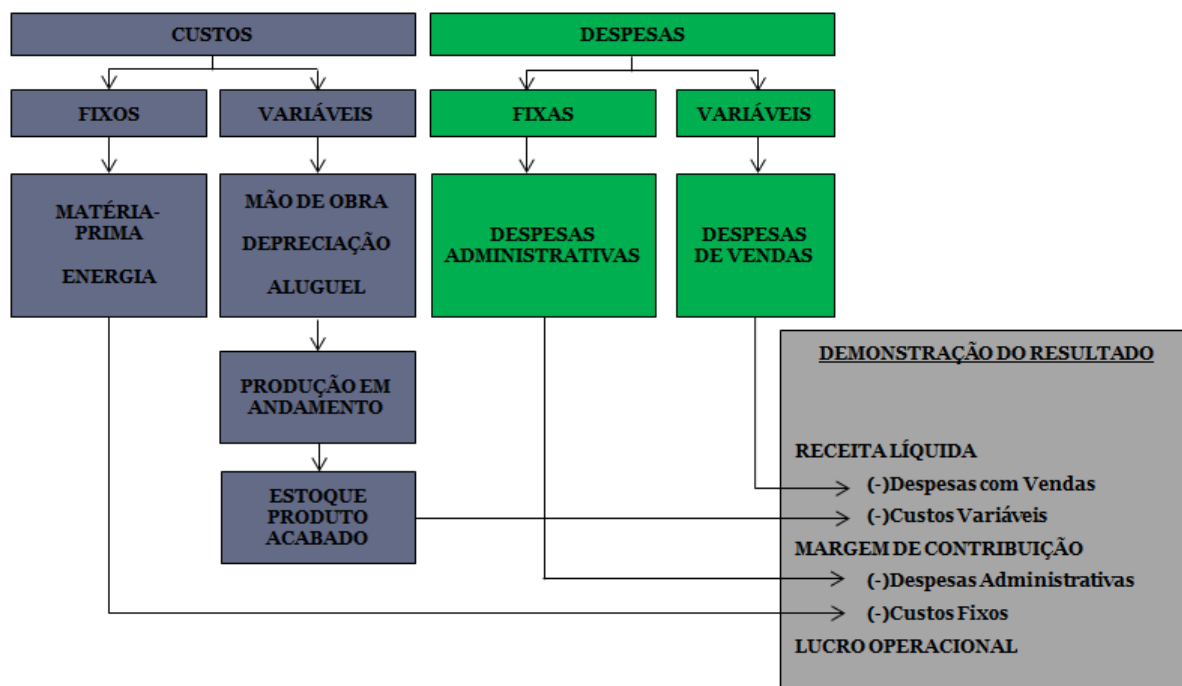 CUSTOS
DESPESAS
FIXOS
VARIÁVEIS
FIXAS
VARIÁVEIS
MATÉRIA-
PRIMA
ENERGIA
MÃO DE OBRA
DEPRECIAÇÃO
ALUGUEL
DESPESAS
ADMINISTRATIVAS
DESPESAS
DE VENDAS
PRODUÇÃO EM
ANDAMENTO
ESTOQUE
PRODUTO
ACABADO
DEMONSTRAÇÃO DO RESULTADO
RECEITA LÍQUIDA
(-)Despesas com Vendas
(-)Custos Variáveis
MARGEM DE CONTRIBUIÇÃO
(-)Despesas Administrativas
(-)Custos Fixos
LUCRO OPERACIONAL